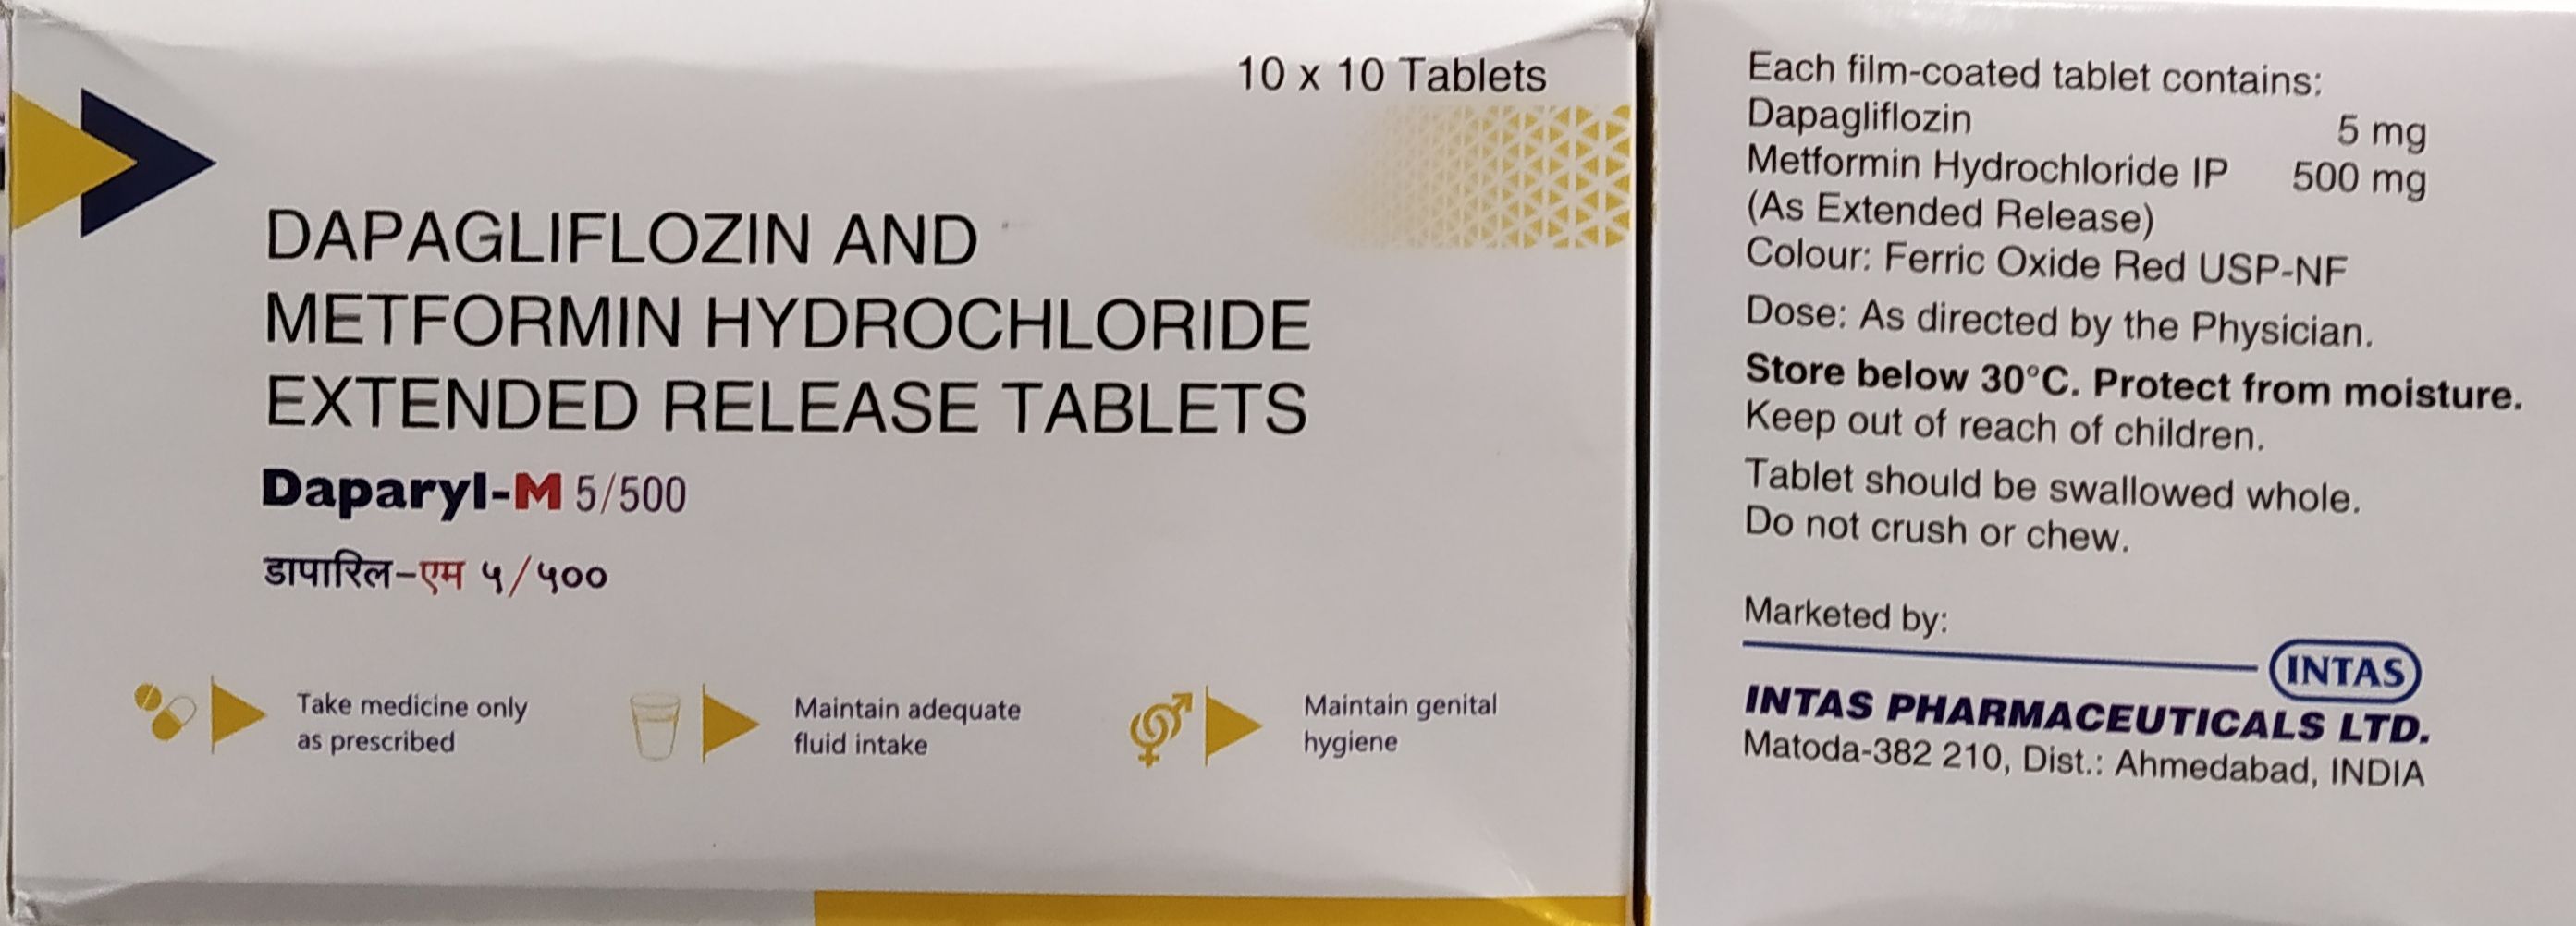 10 x 10 Tablets
DAPAGLIFLOZIN AND
METFORMIN HYDROCHLORIDE
EXTENDED RELEASE TABLETS
Daparyl-M 5/500
डापारिल-एम ५/५००
Take medicine only
as prescribed
Maintain adequate
fluid intake
Maintain genital
hygiene
Each film-coated tablet contains:
Dapagliflozin 5 mg
Metformin Hydrochloride IP 500 mg
(As Extended Release)
Colour: Ferric Oxide Red USP-NF
Dose: As directed by the Physician.
Store below 30°C. Protect from moisture.
Keep out of reach of children.
Tablet should be swallowed whole.
Do not crush or chew.
Marketed by:
INTAS
INTAS PHARMACEUTICALS LTD.
Matoda-382 210, Dist.: Ahmedabad, INDIA